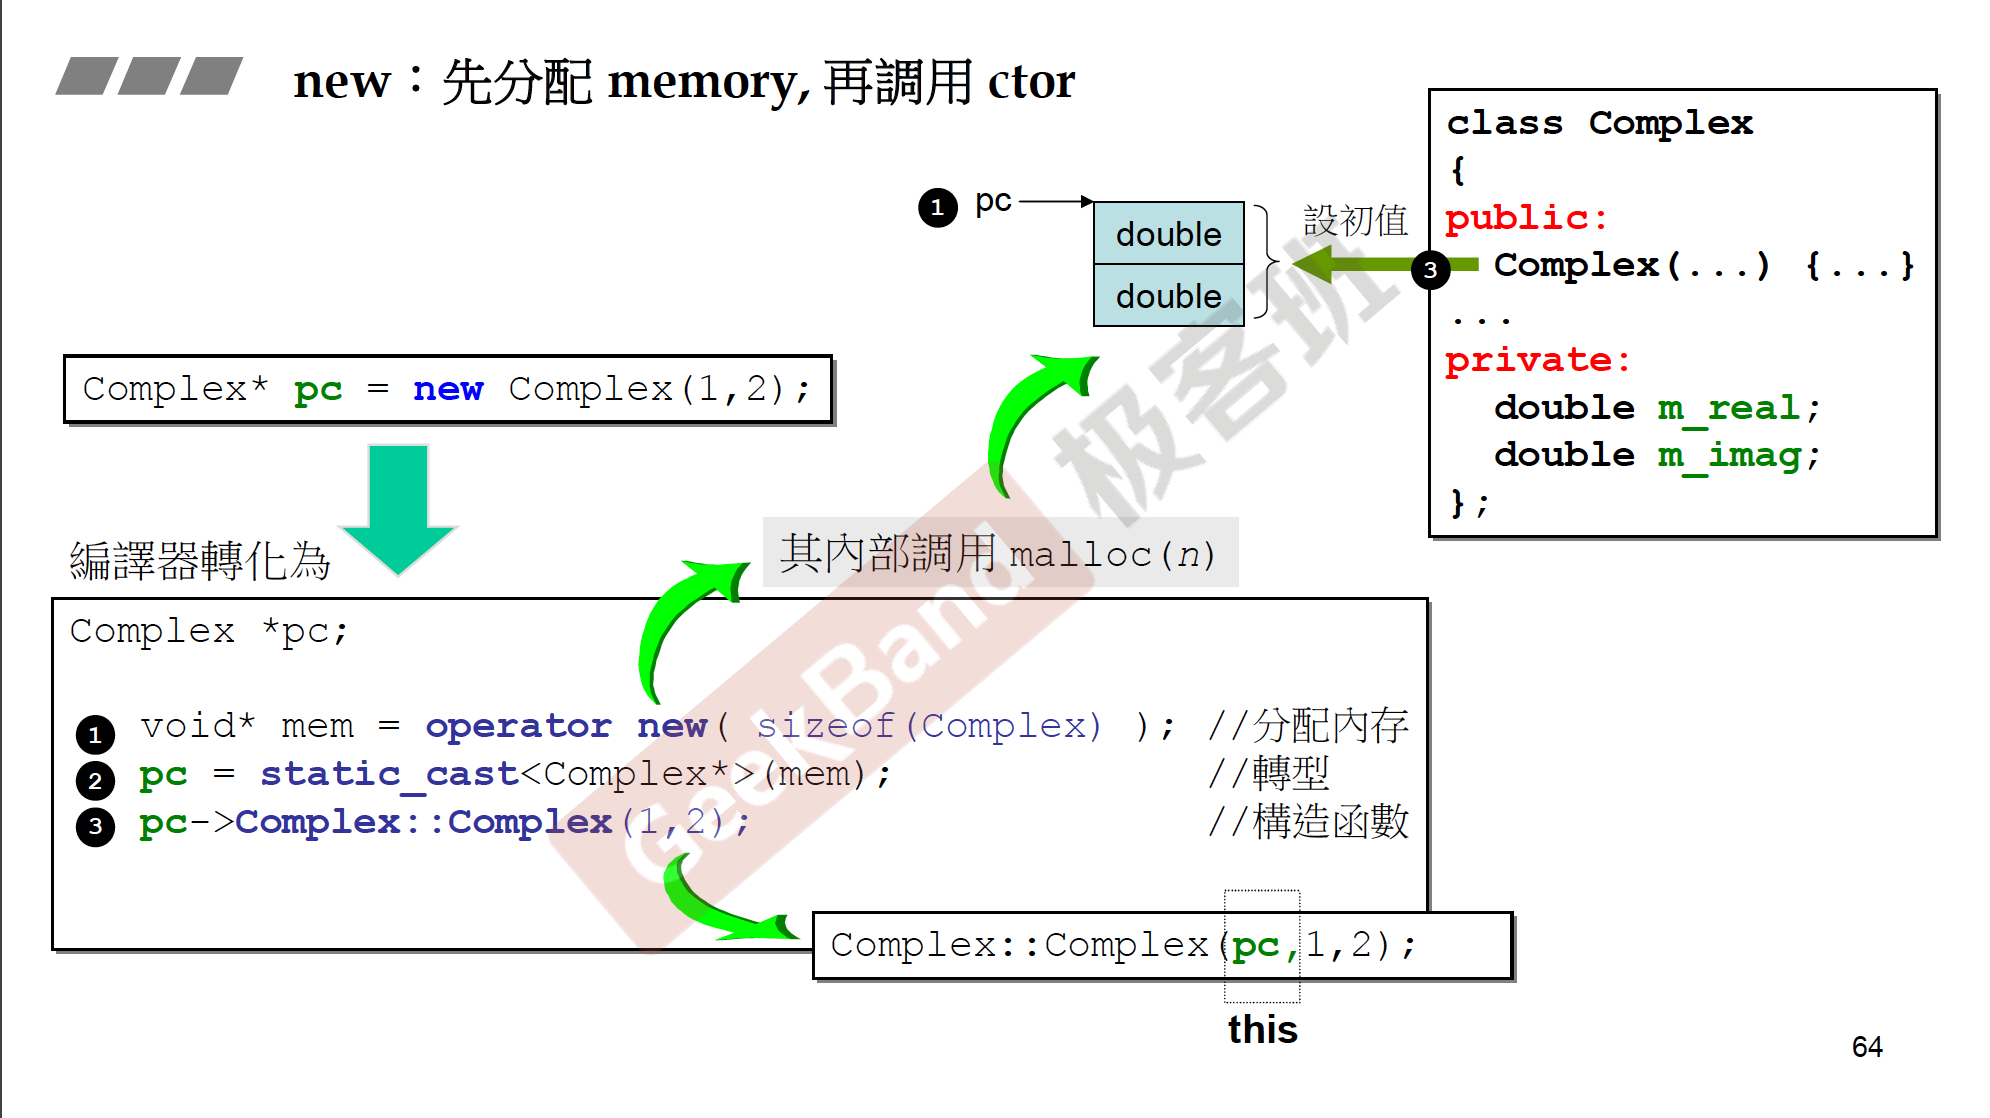 new：先分配 memory, 再調用 ctor
class Complex
{
public:
Complex(...) {...}
...
private:
double m_real;
double m_imag;
};
1 pc
double
double
設初值
3
Complex* pc = new Complex(1,2);
編譯器轉化為
其內部調用 malloc(n)
Complex *pc;
1 void* mem = operator new( sizeof(Complex) ); //分配內存
2 pc = static_cast<Complex*>(mem); //轉型
3 pc->Complex::Complex(1,2); //構造函數
Complex::Complex(pc,1,2);
this
GeekBand 极客班
64